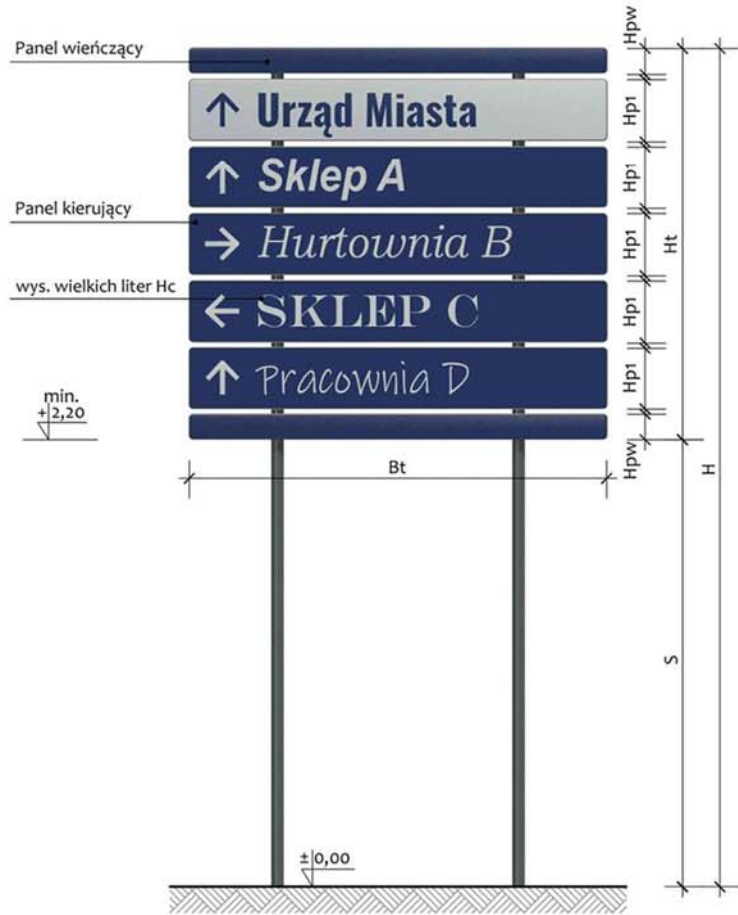 Panel wieńczący
Urząd Miasta
Sklep A
Panel kierujący
Hurtownia B
wys. wielkich liter Hc
SKLEP C
Pracownia D
min.
+2,20
Bt
±0,00
Hpw
Hp1
Hp1
Hp1
Hp1
Hp1
Hpw
Ht
S
H